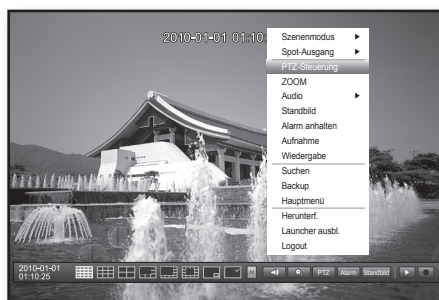 2010-01-01 01:10:
Szenenmodus
Spot-Ausgang
PTZ-Steuerung
ZOOM
Audio
Standbild
Alarm anhalten
Aufnahme
Wiedergabe
Suchen
Backup
Hauptmenü
Herunterf.
Launcher ausbl.
Logout
2010-01-01
01:10:25
PTZ Alarm Standbild